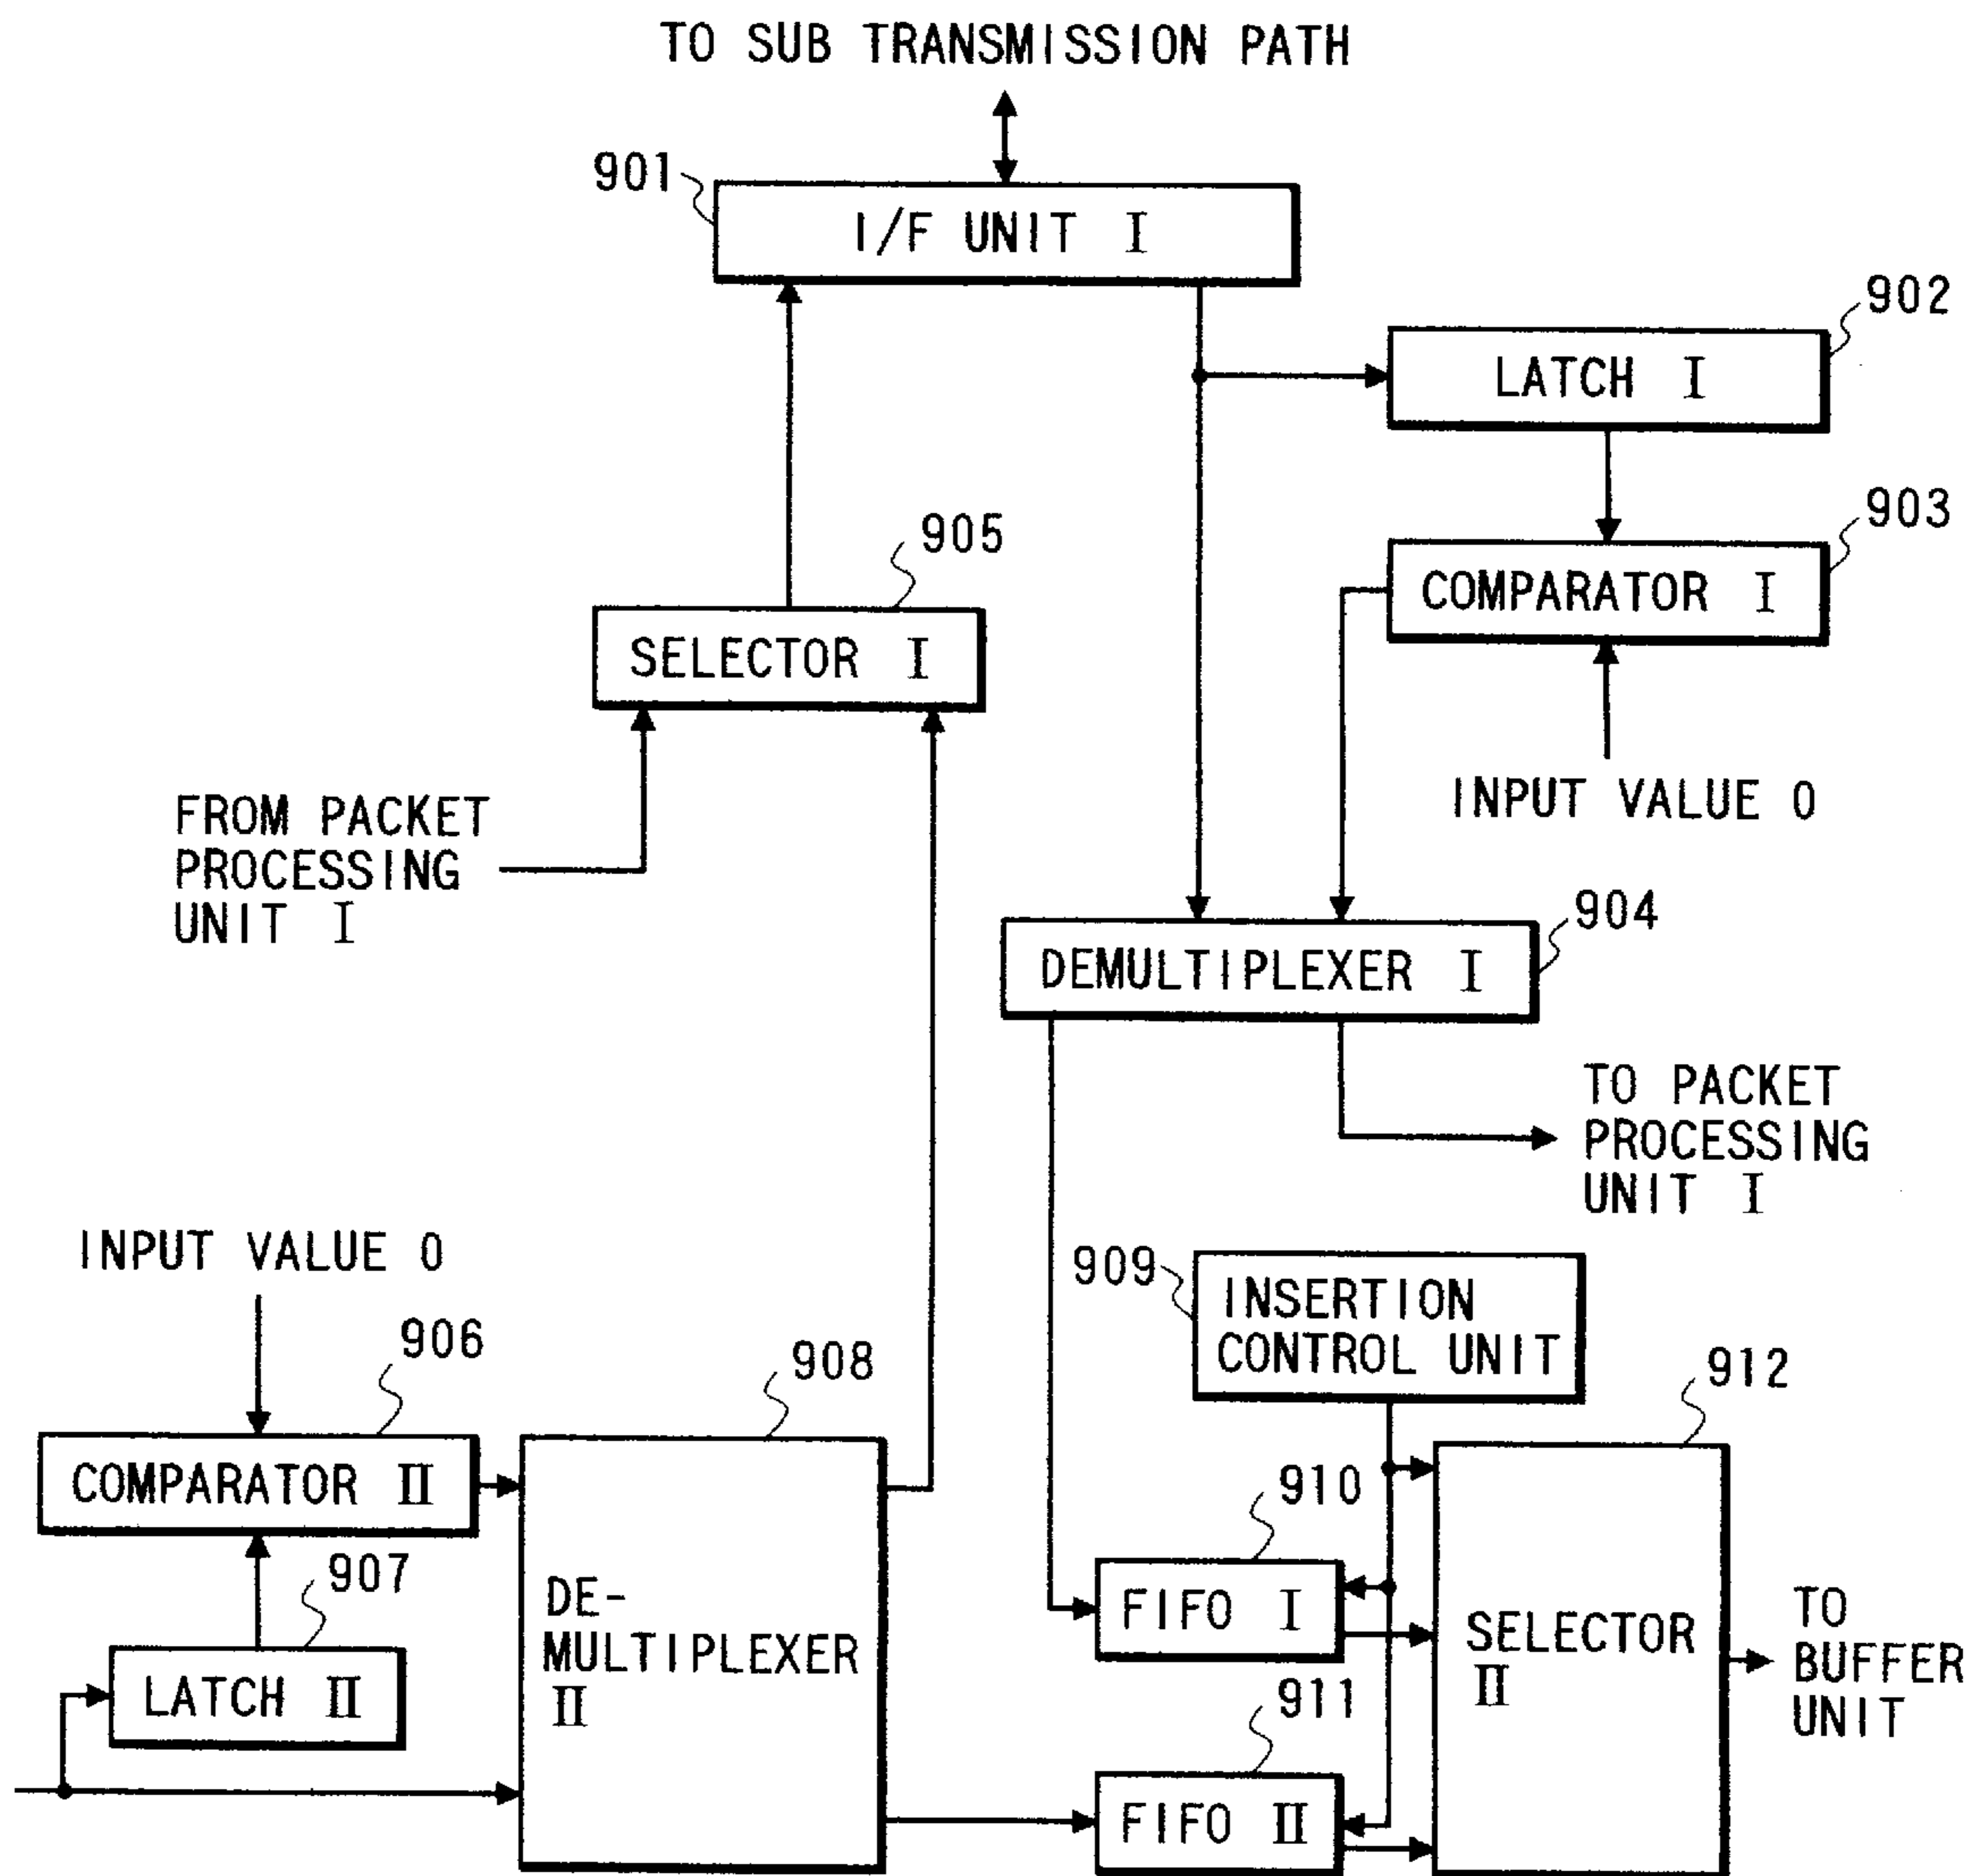 TO SUB TRANSMISSION PATH
901
I/F UNIT I
902
LATCH I
903
COMPARATOR I
INPUT VALUE 0
905
SELECTOR I
FROM PACKET
PROCESSING
UNIT I
904
DEMULTIPLEXER I
TO PACKET
PROCESSING
UNIT I
INPUT VALUE 0
906
COMPARATOR II
907
LATCH II
908
DE-
MULTIPLEXER
II
909
INSERTION
CONTROL UNIT
910
FIFO I
911
FIFO II
912
SELECTOR
II
TO
BUFFER
UNIT